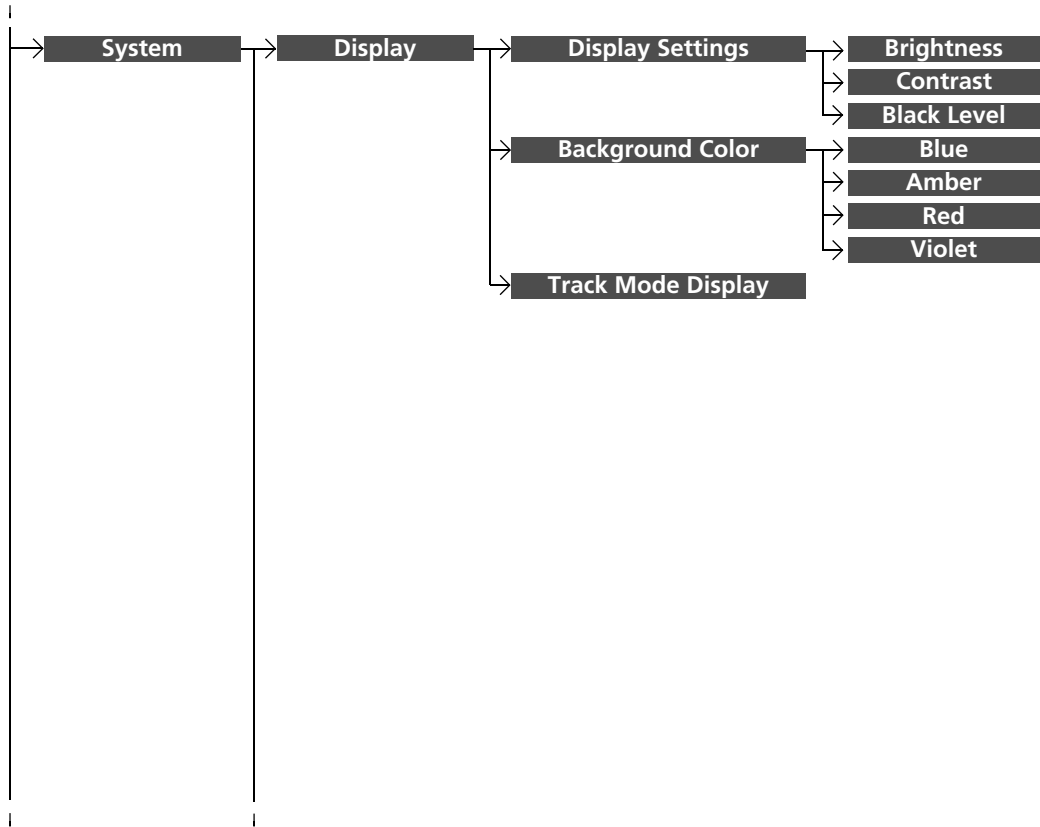 System
Display
Display Settings
Brightness
Contrast
Black Level
Background Color
Blue
Amber
Red
Violet
Track Mode Display